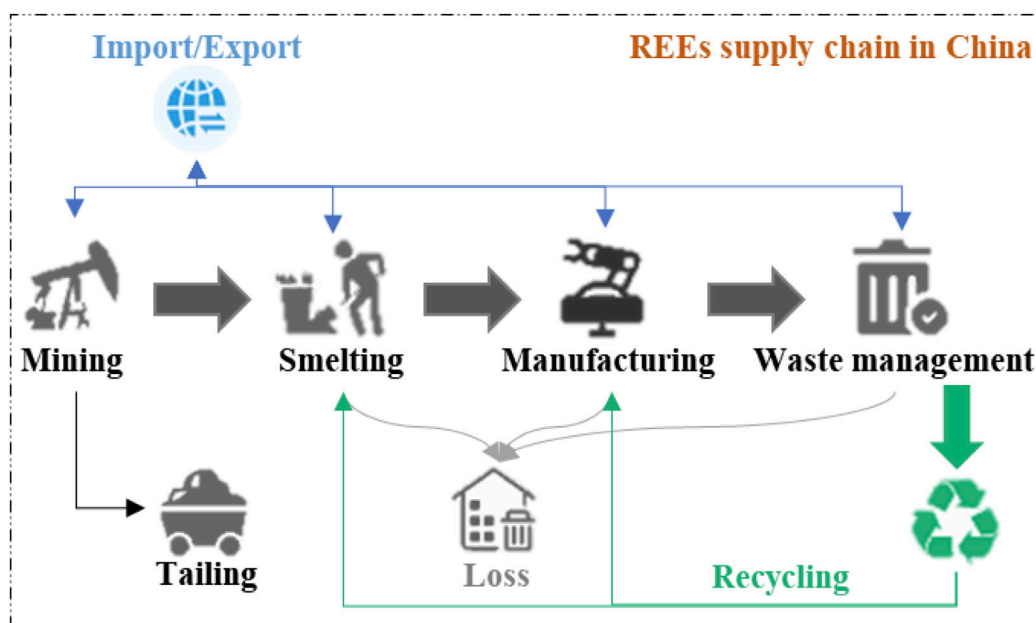 Import/Export
REEs supply chain in China
Mining
Smelting
Manufacturing
Waste management
Tailing
Loss
Recycling